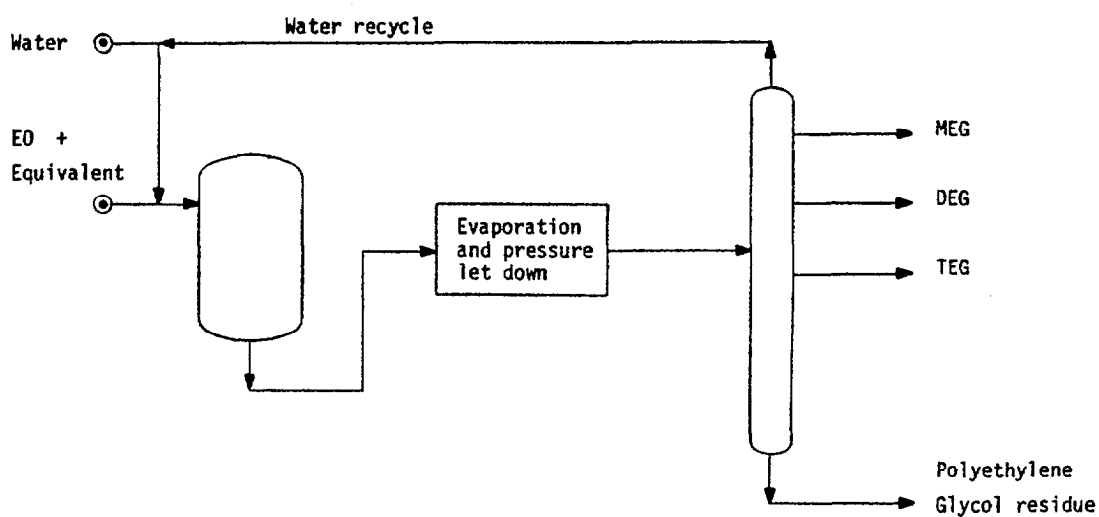 Water recycle
Water
EO +
Equivalent
Evaporation
and pressure
let down
MEG
DEG
TEG
Polyethylene
Glycol residue